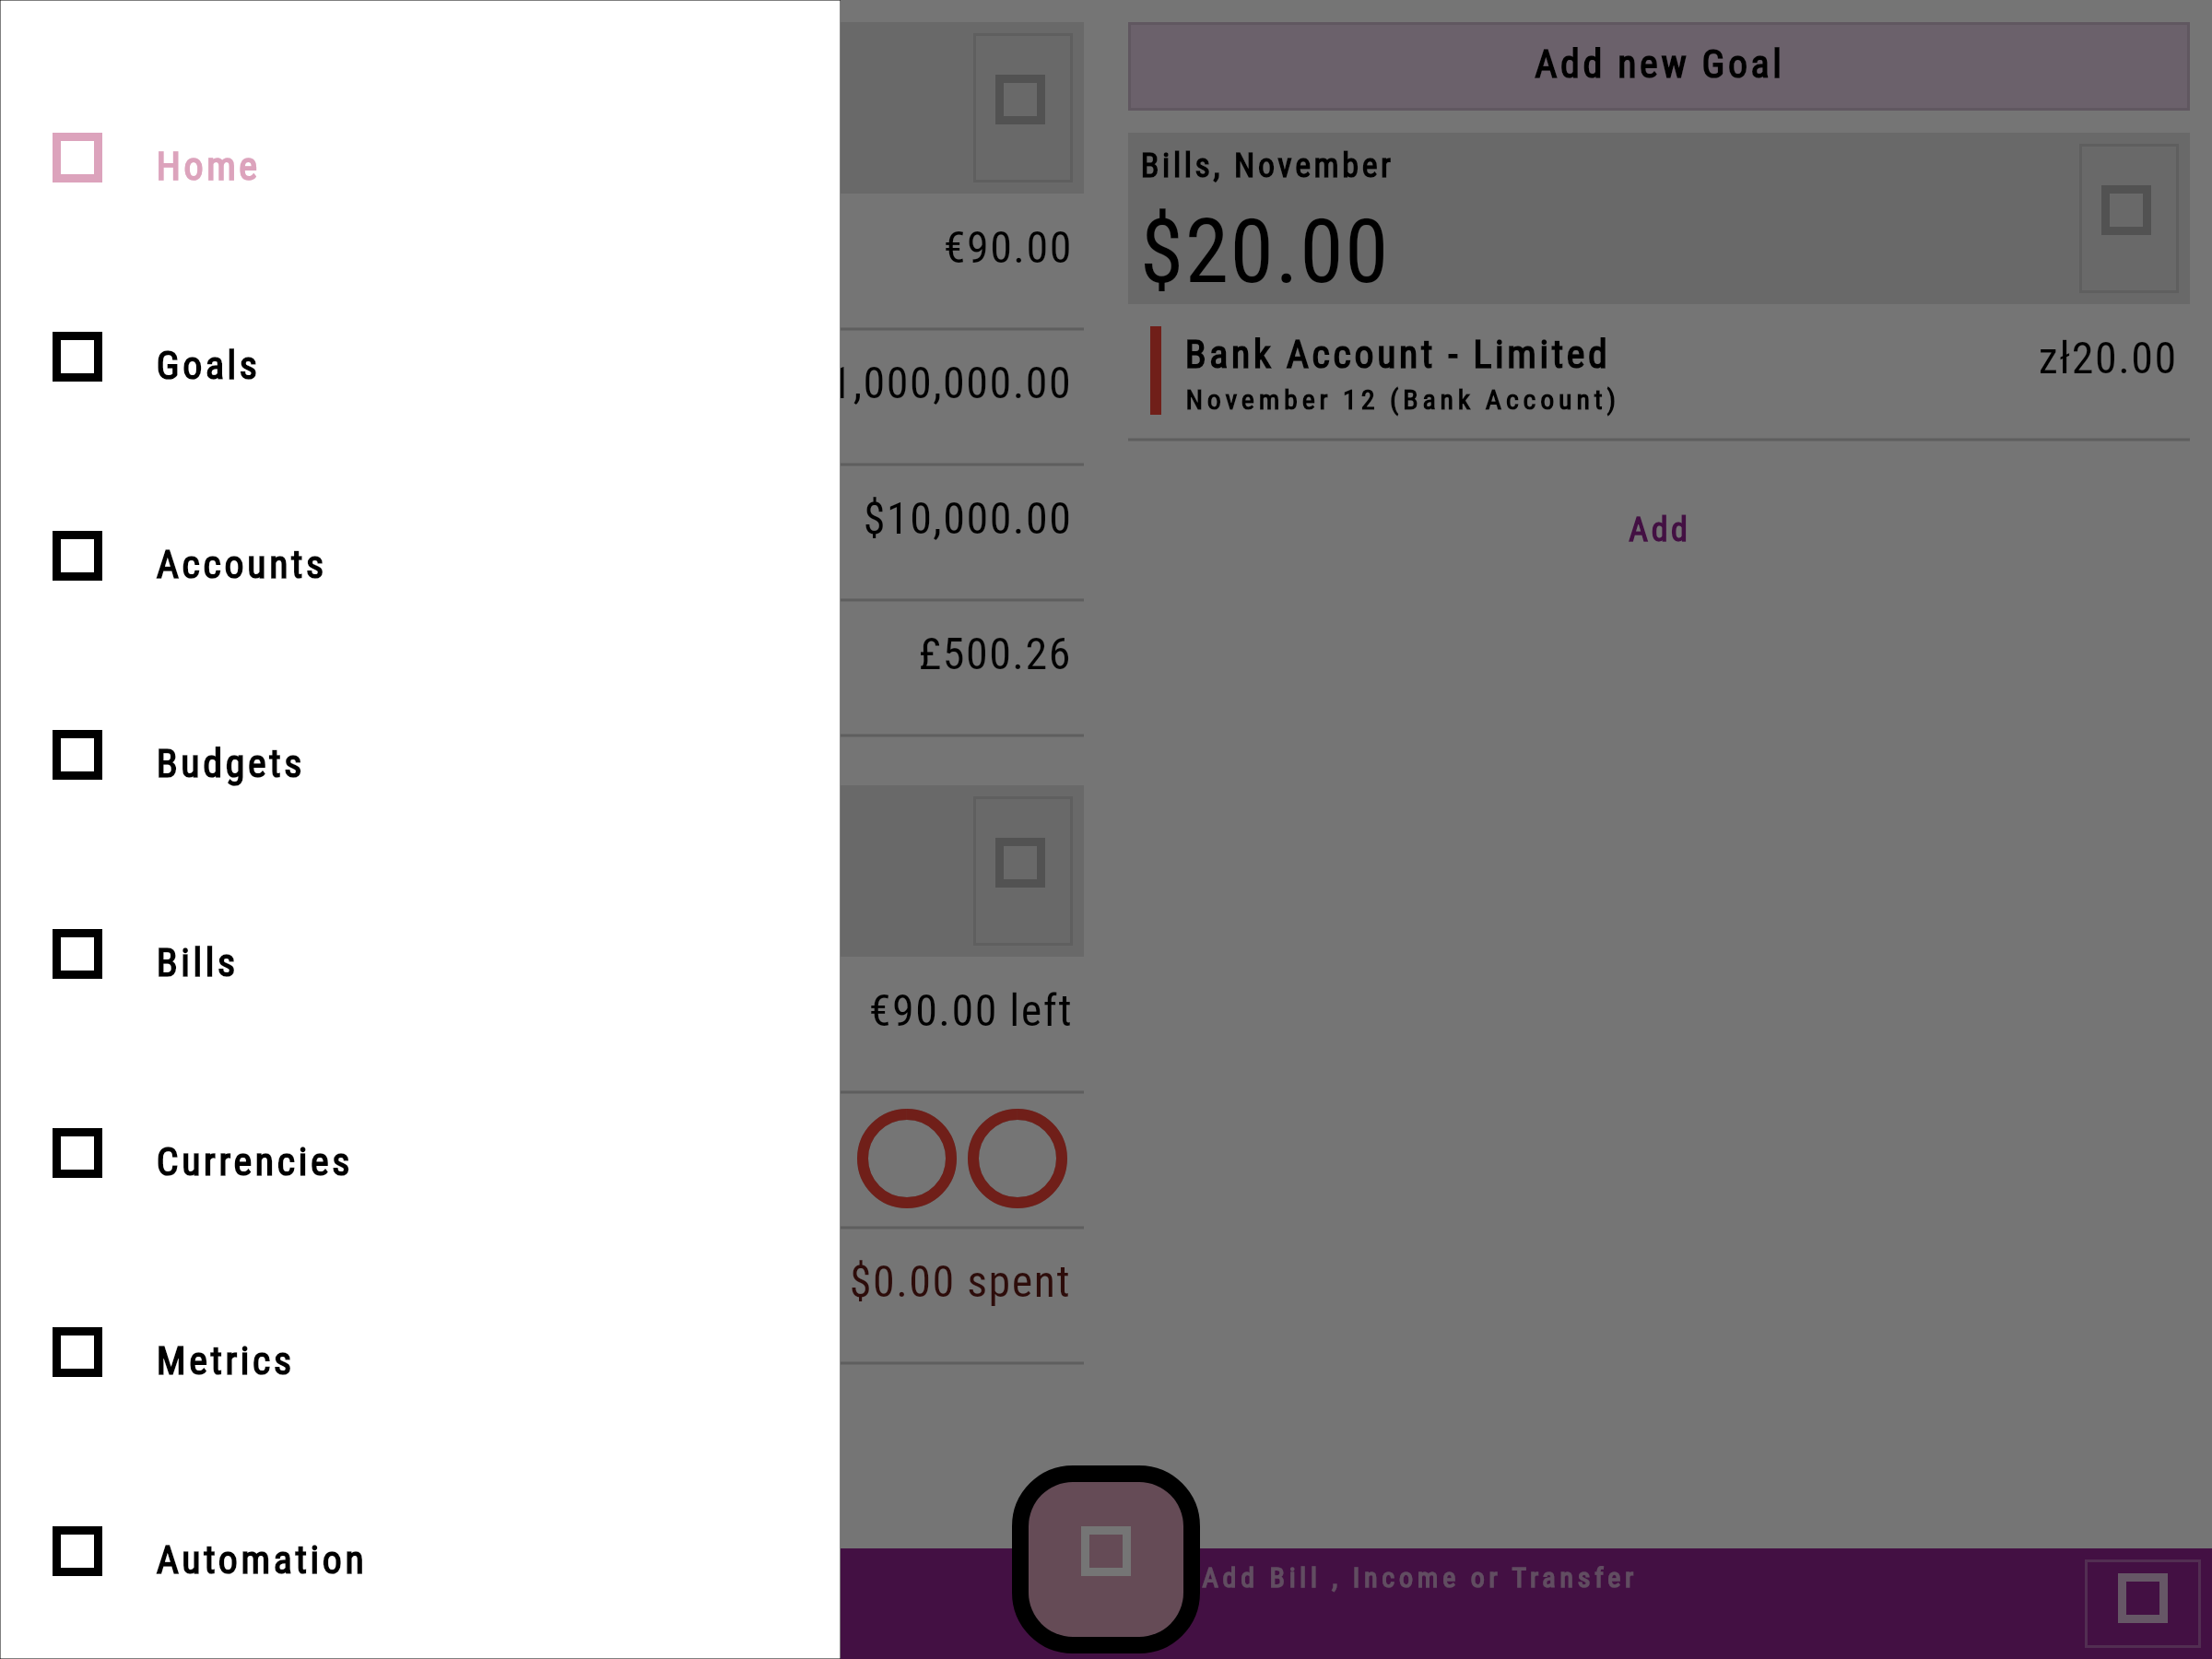 Home
Goals
Accounts
Budgets
Bills
Currencies
Metrics
Automation
€90.00
1,000,000.00
$10,000.00
£500.26
€90.00 left
$0.00 spent
Add new Goal
Bills, November
$20.00
Bank Account - Limited
zł20.00
November 12 (Bank Account)
Add
Add Bill , Income or Transfer